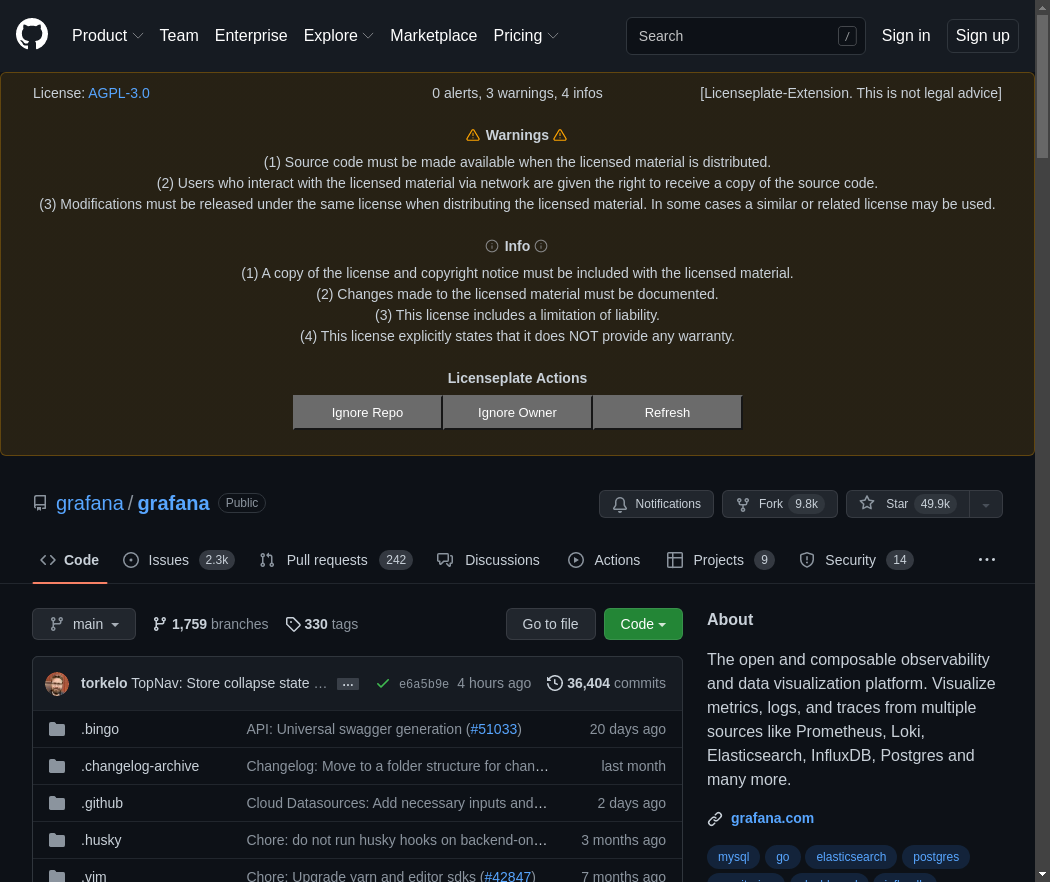 Product Team Enterprise Explore Marketplace Pricing Search / Sign in Sign up
License: AGPL-3.0 0 alerts, 3 warnings, 4 infos [Licenseplate-Extension. This is not legal advice]
Warnings
(1) Source code must be made available when the licensed material is distributed.
(2) Users who interact with the licensed material via network are given the right to receive a copy of the source code.
(3) Modifications must be released under the same license when distributing the licensed material. In some cases a similar or related license may be used.
Info
(1) A copy of the license and copyright notice must be included with the licensed material.
(2) Changes made to the licensed material must be documented.
(3) This license includes a limitation of liability.
(4) This license explicitly states that it does NOT provide any warranty.
Licenseplate Actions
Ignore Repo Ignore Owner Refresh
grafana / grafana Public Notifications Fork 9.8k Star 49.9k
Code Issues 2.3k Pull requests 242 Discussions Actions Projects 9 Security 14 ...
main 1,759 branches 330 tags Go to file Code
torkelo TopNav: Store collapse state … ... e6a5b9e 4 hours ago 36,404 commits
.bingo API: Universal swagger generation (#51033) 20 days ago
.changelog-archive Changelog: Move to a folder structure for chan… last month
.github Cloud Datasources: Add necessary inputs and… 2 days ago
.husky Chore: do not run husky hooks on backend-on… 3 months ago
.vim Chore: Upgrade yarn and editor sdks (#42847) 7 months ago
About
The open and composable observability
and data visualization platform. Visualize
metrics, logs, and traces from multiple
sources like Prometheus, Loki,
Elasticsearch, InfluxDB, Postgres and
many more.
grafana.com
mysql go elasticsearch postgres